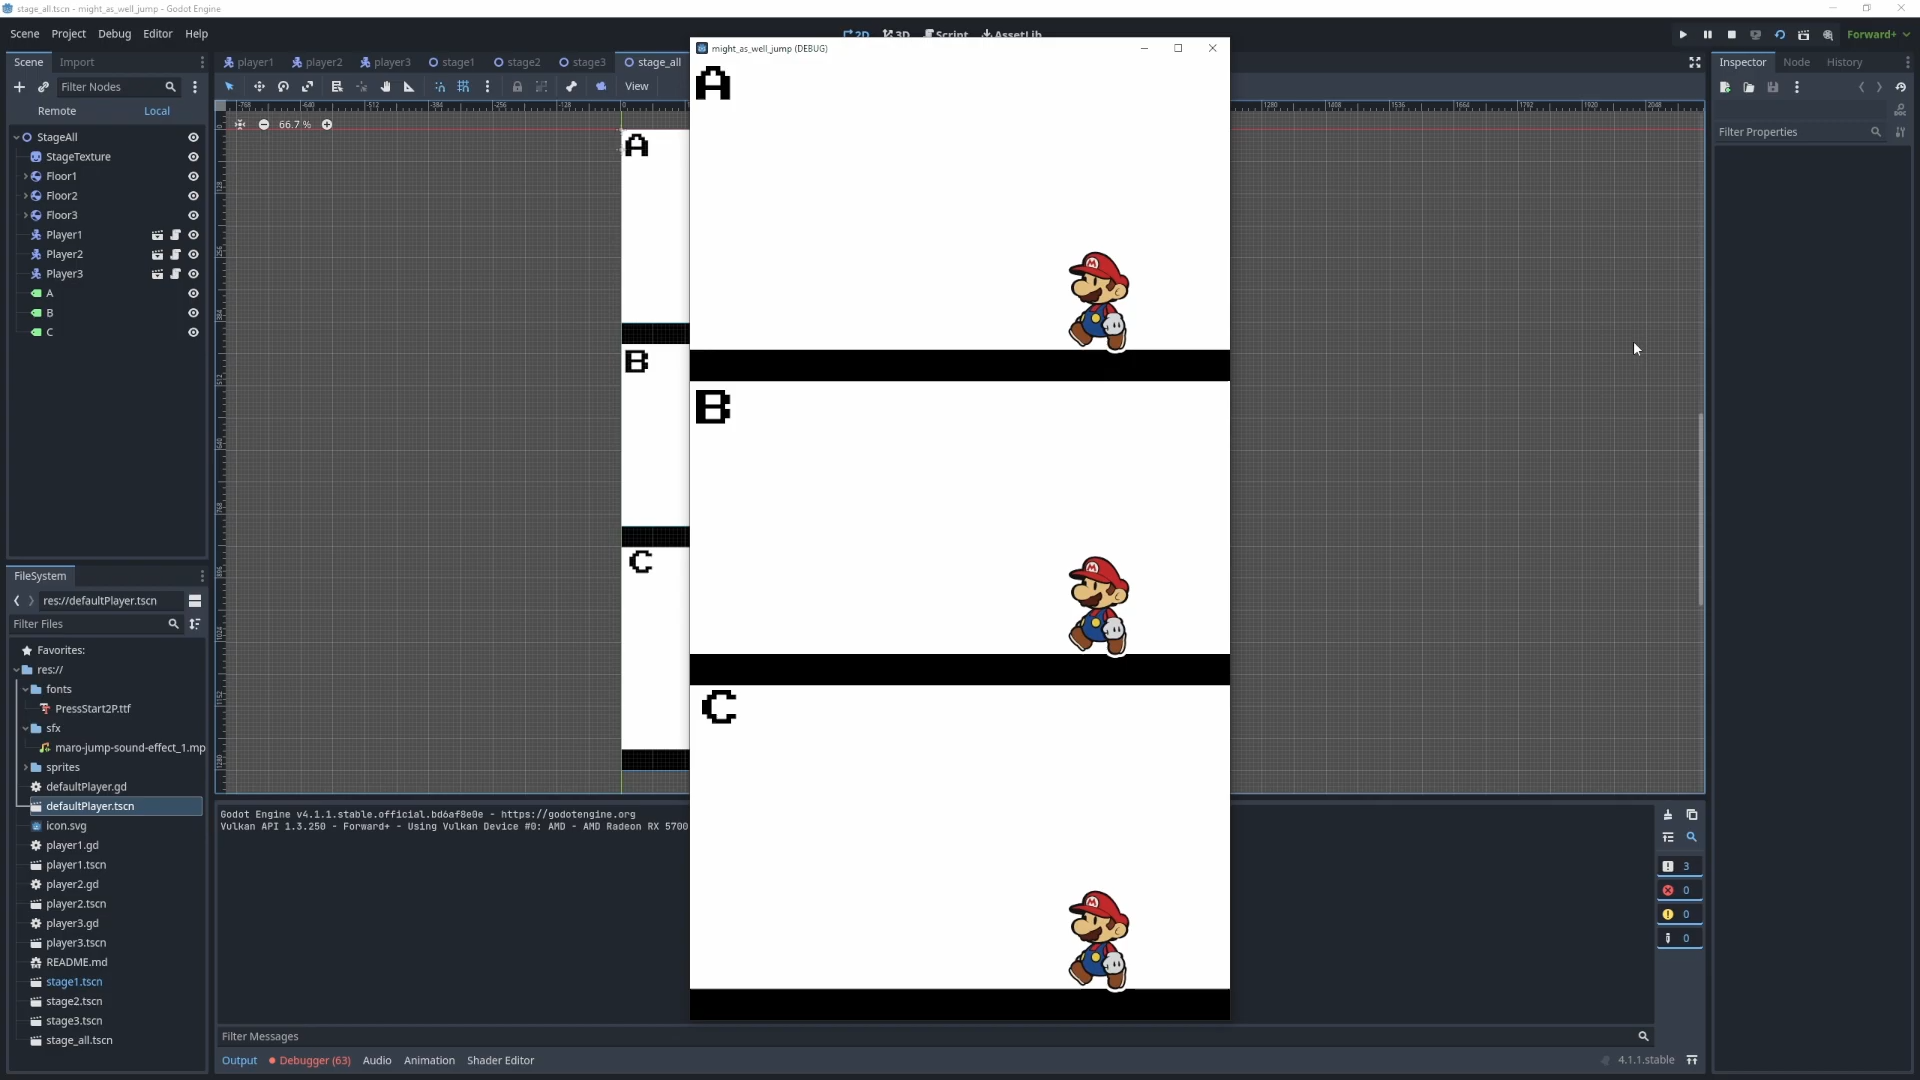 stage_all.tscn - might_as_well_jump - Godot Engine
Scene Project Debug Editor Help
2D 3D Script AssetLib
Forward+
Scene Import
player1 player2 player3 stage1 stage2 stage3 stage_all
might_as_well_jump (DEBUG)
Inspector Node History
Filter Nodes
View
Remote Local
66.7 %
Filter Properties
StageAll
StageTexture
Floor1
Floor2
Floor3
Player1
Player2
Player3
A
B
C
A
B
C
A
B
C
M
M
M
FileSystem
res://defaultPlayer.tscn
Filter Files
Favorites:
res://
fonts
PressStart2P.ttf
sfx
maro-jump-sound-effect_1.mp
sprites
defaultPlayer.gd
defaultPlayer.tscn
icon.svg
player1.gd
player1.tscn
player2.gd
player2.tscn
player3.gd
player3.tscn
README.md
stage1.tscn
stage2.tscn
stage3.tscn
stage_all.tscn
Godot Engine v4.1.1.stable.official.bd6af8e0e - https://godotengine.org
Vulkan API 1.3.250 - Forward+ - Using Vulkan Device #0: AMD - AMD Radeon RX 5700
3
0
0
0
Filter Messages
Output Debugger (63) Audio Animation Shader Editor
4.1.1.stable